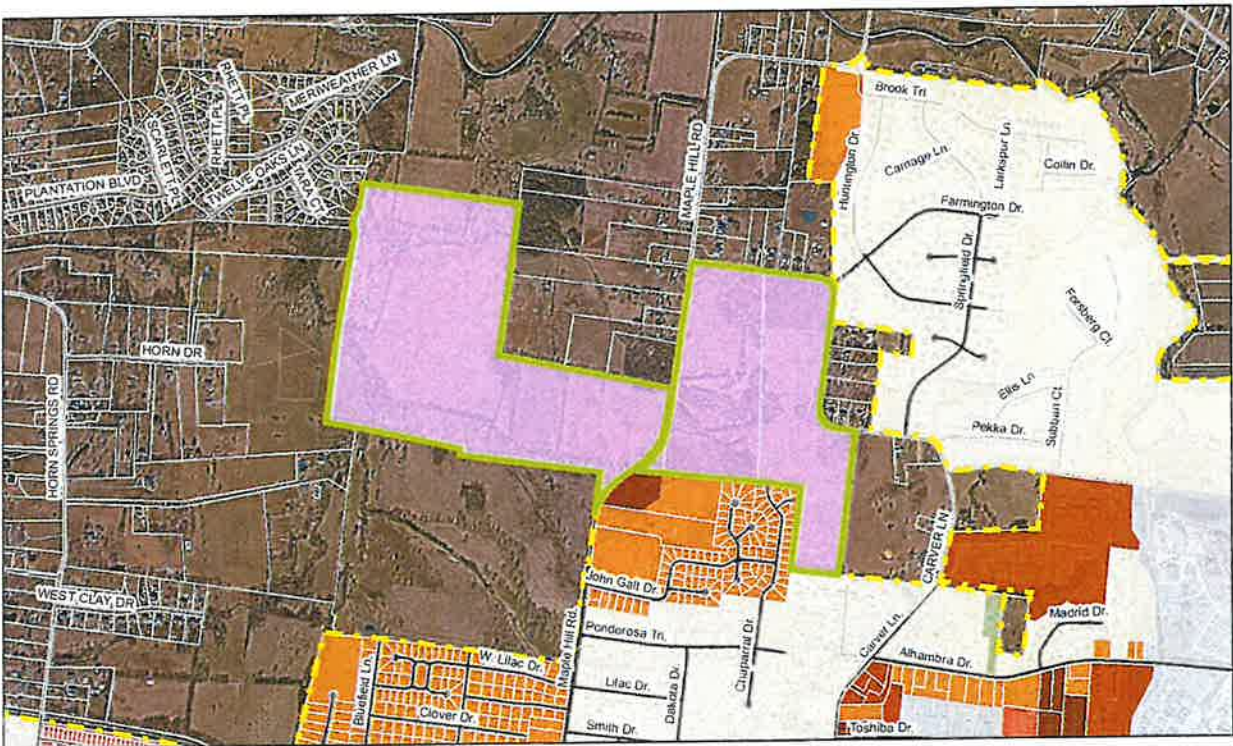 RHETT PL
MERIWEATHER LN
SCARLETT PL
RHETT PL
PLANTATION BLVD
TWELVE OAKS LN
TARA CT
MAPLE HILL RD
Brook Trl
Huntington Dr.
Carriage Ln.
Larkspur Ln.
Collin Dr.
Farmington Dr.
Springfield Dr.
Forsberg Ct.
HORN DR
Ellis Ln
Pekka Dr.
Subban Ct
HORN SPRINGS RD
CARVER LN
WEST CLAY DR
John Galt Dr.
Maple Hill Rd.
Ponderosa Trl.
Chaparral Dr.
Carver Ln.
Madrid Dr.
Alhambra Dr.
W. Lilac Dr.
Bluefield Ln.
Lilac Dr.
Dakota Dr.
Clover Dr.
Smith Dr.
Toshiba Dr.